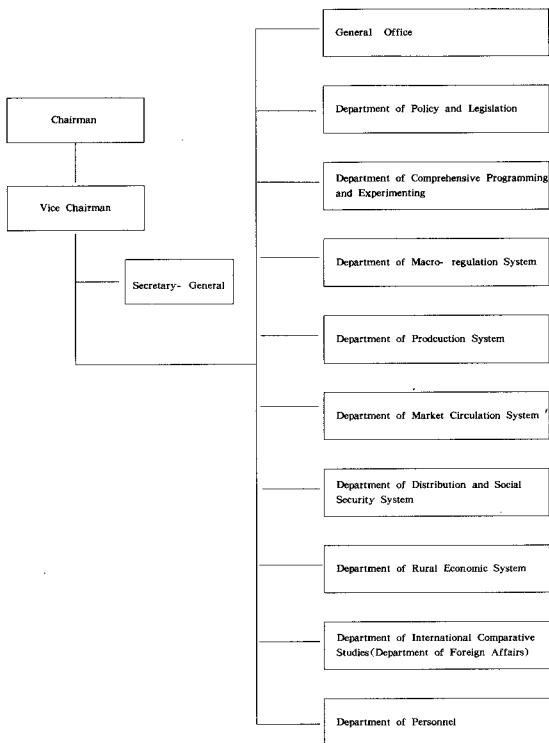 Chairman
Vice Chairman
Secretary- General
General Office
Department of Policy and Legislation
Department of Comprehensive Programming
and Experimenting
Department of Macro- regulation System
Department of Prodcuction System
Department of Market Circulation System
Department of Distribution and Social
Security System
Department of Rural Economic System
Department of International Comparative
Studies(Department of Foreign Affairs)
Department of Personnel